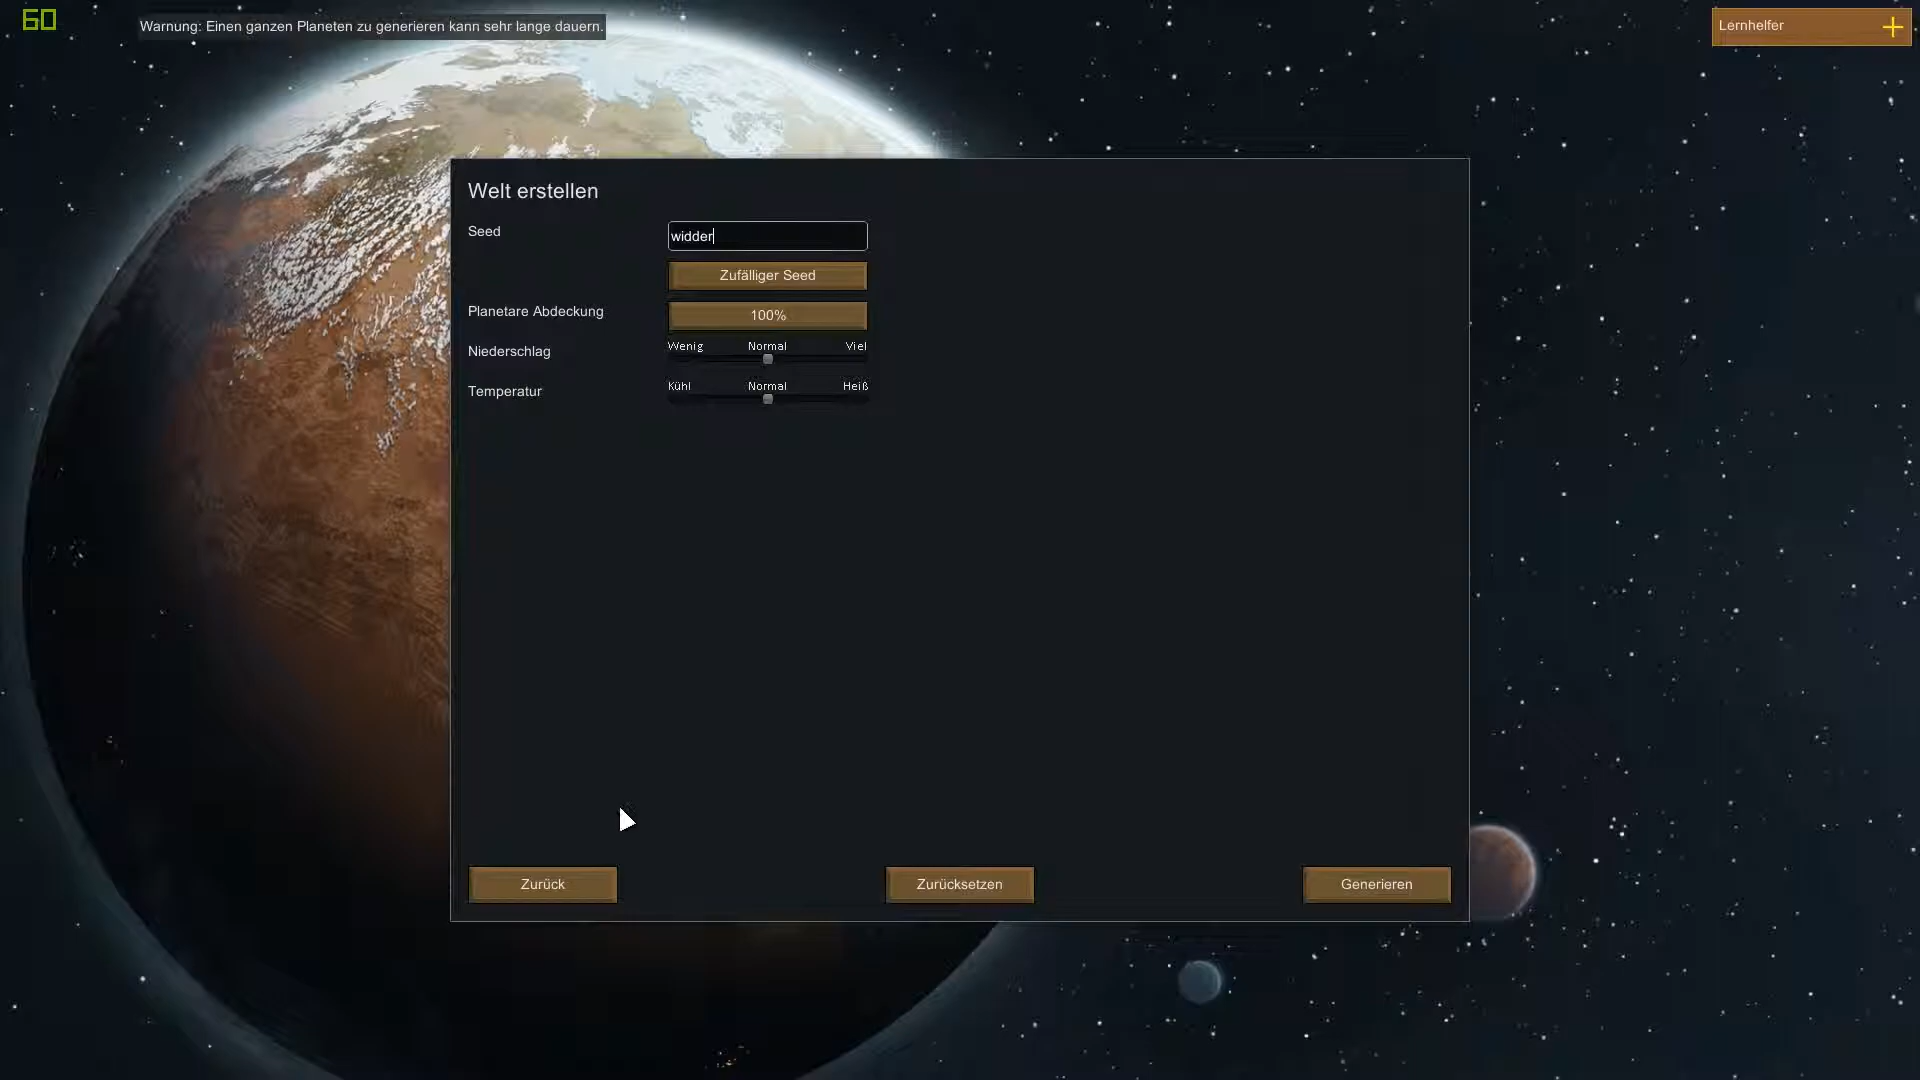 60
Warnung: Einen ganzen Planeten zu generieren kann sehr lange dauern.
Lernhelfer
Welt erstellen
Seed
widder
Zufälliger Seed
Planetare Abdeckung
100%
Niederschlag
Wenig Normal Viel
Temperatur
Kühl Normal Heiß
Zurück
Zurücksetzen
Generieren